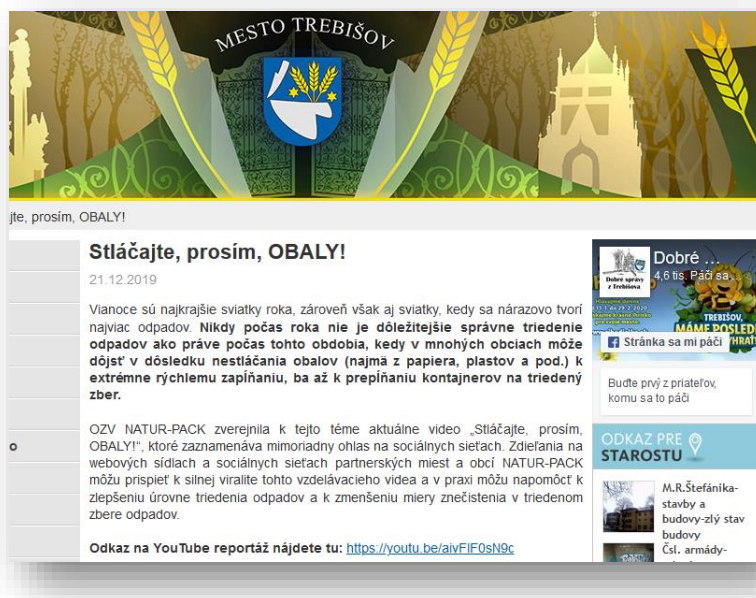 MESTO TREBIŠOV
jte, prosím, OBALY!
Stláčajte, prosím, OBALY!
21.12.2019
Vianoce sú najkrajšie sviatky roka, zároveň však aj sviatky, kedy sa nárazovo tvorí
najviac odpadov. Nikdy počas roka nie je dôležitejšie správne triedenie
odpadov ako práve počas tohto obdobia, kedy v mnohých obciach môže
dôjsť v dôsledku nestláčania obalov (najmä z papiera, plastov a pod.) k
extrémne rýchlemu zapĺňaniu, ba až k prepĺňaniu kontajnerov na triedený
zber.
OZV NATUR-PACK zverejnila k tejto téme aktuálne video „Stláčajte, prosím,
OBALY!“, ktoré zaznamenáva mimoriadny ohlas na sociálnych sieťach. Zdieľania na
webových sídlach a sociálnych sieťach partnerských miest a obcí NATUR-PACK
môžu prispieť k silnej viralite tohto vzdelávacieho videa a v praxi môžu napomôcť k
zlepšeniu úrovne triedenia odpadov a k zmenšeniu miery znečistenia v triedenom
zbere odpadov.
Odkaz na YouTube reportáž nájdete tu: https://youtu.be/aivFlF0sN9c
o
Dobré správy
z Trebišova
Dobré ...
4,6 tis. Páči sa
TREBIŠOV,
MÁME POSLED
Stránka sa mi páči
Buďte prvý z priateľov,
komu sa to páči
ODKAZ PRE
STAROSTU
M.R.Štefánika-
stavby a
budovy-zlý stav
budovy
Čsl. armády-